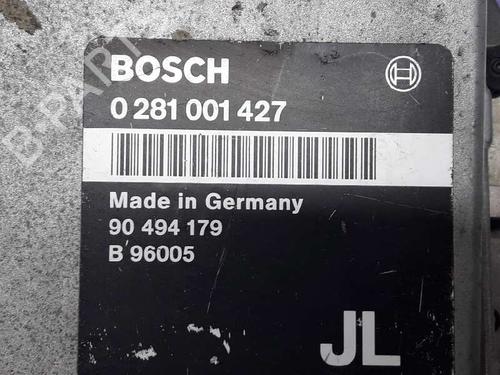 BOSCH
0 281 001 427
Made in Germany
90 494 179
B 96005
JL
B-PARTS